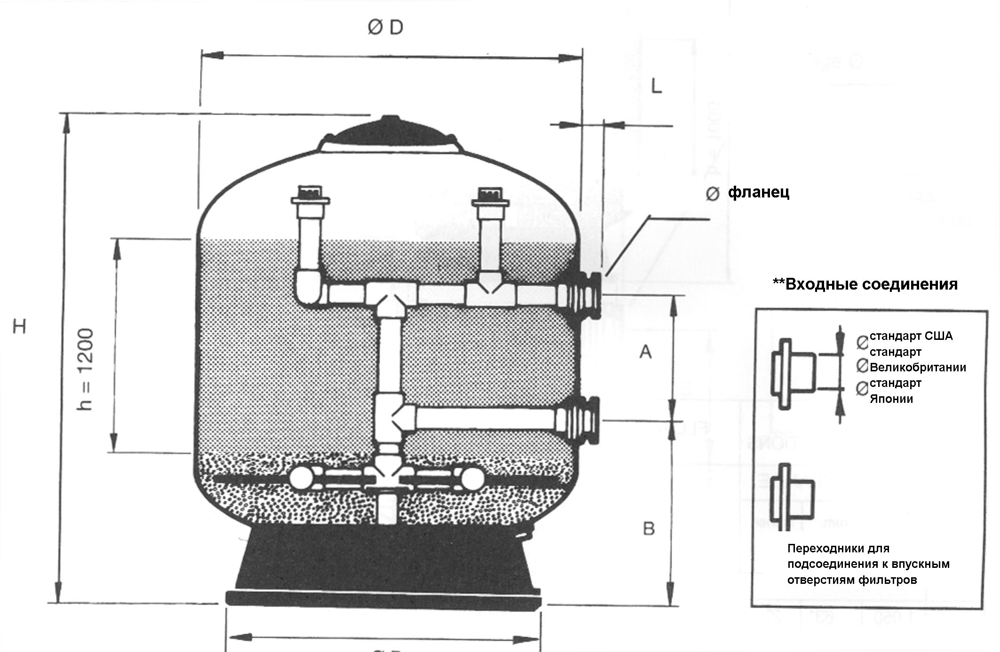 Ø D
L
Ø фланец
**Входные соединения
H
h = 1200
A
B
Ø стандарт США
стандарт
Ø Великобритании
стандарт
Ø Японии
Переходники для
подсоединения к впускным
отверстиям фильтров